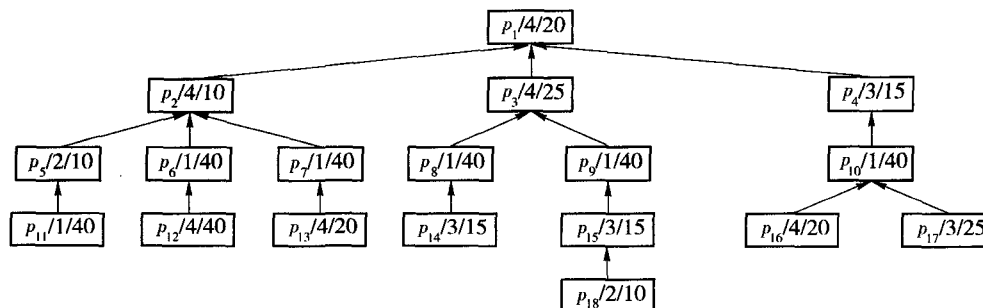 p₁/4/20
p₂/4/10 p₃/4/25 p₄/3/15
p₅/2/10 p₆/1/40 p₇/1/40 p₈/1/40 p₉/1/40 p₁₀/1/40
p₁₁/1/40 p₁₂/4/40 p₁₃/4/20 p₁₄/3/15 p₁₅/3/15 p₁₆/4/20 p₁₇/3/25
p₁₈/2/10